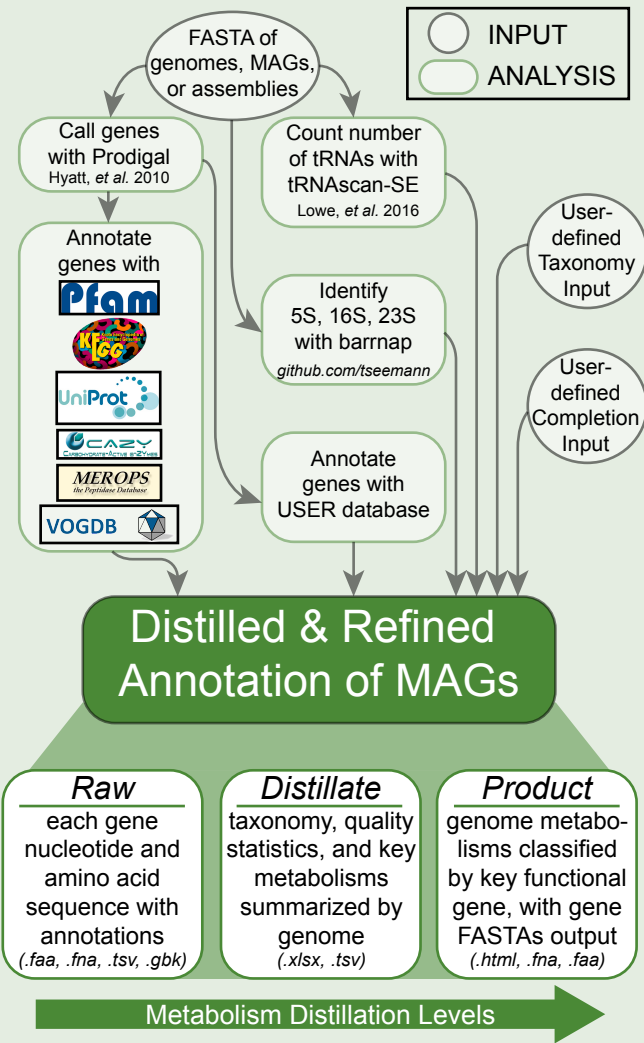 FASTA of
genomes, MAGs,
or assemblies
INPUT
ANALYSIS
Call genes
with Prodigal
Hyatt, et al. 2010
Count number
of tRNAs with
tRNAscan-SE
Lowe, et al. 2016
Annotate
genes with
Pfam
KEGG
UniProt
CAZY
CARBOHYDRATE-ACTIVE ENZYMES
MEROPS
the Peptidase Database
VOGDB
Identify
5S, 16S, 23S
with barrnap
github.com/tseemann
Annotate
genes with
USER database
User-
defined
Taxonomy
Input
User-
defined
Completion
Input
Distilled & Refined
Annotation of MAGs
Raw
each gene
nucleotide and
amino acid
sequence with
annotations
(.faa, .fna, .tsv, .gbk)
Distillate
taxonomy, quality
statistics, and key
metabolisms
summarized by
genome
(.xlsx, .tsv)
Product
genome metabo-
lisms classified
by key functional
gene, with gene
FASTAs output
(.html, .fna, .faa)
Metabolism Distillation Levels